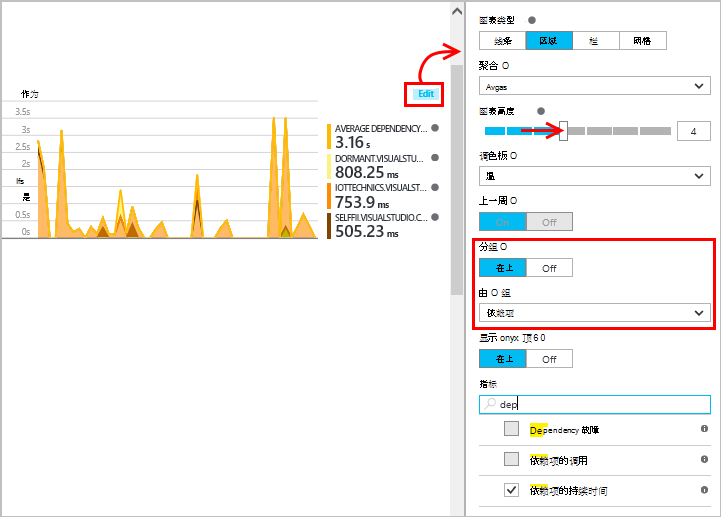 作为
Edit
3.5s
3s
2.5s
2s
Ifs
是
0.5s
0s
AVERAGE DEPENDENCY...
3.16 s
DORMANT.VISUALSTU...
808.25 ms
IOTTECHNICS.VISUALST...
753.9 ms
SELFFII.VISUALSTUDIO.C...
505.23 ms
图表类型
线条 区域 栏 网格
聚合 O
Avgas
图表高度
4
调色板 O
温
上一周 O
On Off
分组 O
在上 Off
由 O 组
依赖项
显示 onyx 顶 6 0
在上 Off
指标
dep
Dependency 故障
依赖项的调用
依赖项的持续时间